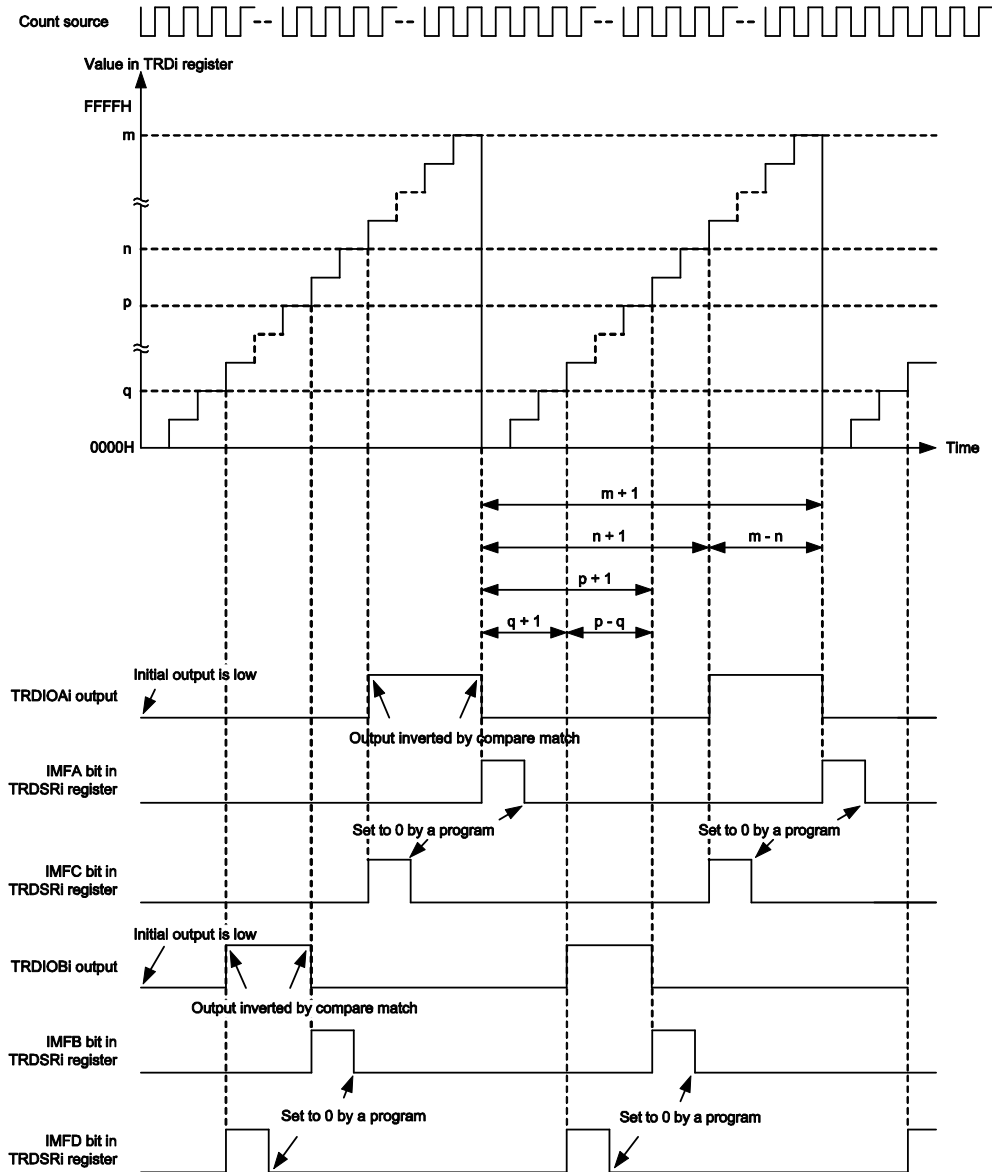 Count source
Value in TRDi register
FFFFH
m
n
p
q
0000H
Time
m + 1
n + 1
m - n
p + 1
q + 1
p - q
Initial output is low
TRDIOAi output
Output inverted by compare match
IMFA bit in
TRDSRi register
Set to 0 by a program
Set to 0 by a program
IMFC bit in
TRDSRi register
Initial output is low
TRDIOBi output
Output inverted by compare match
IMFB bit in
TRDSRi register
Set to 0 by a program
Set to 0 by a program
IMFD bit in
TRDSRi register